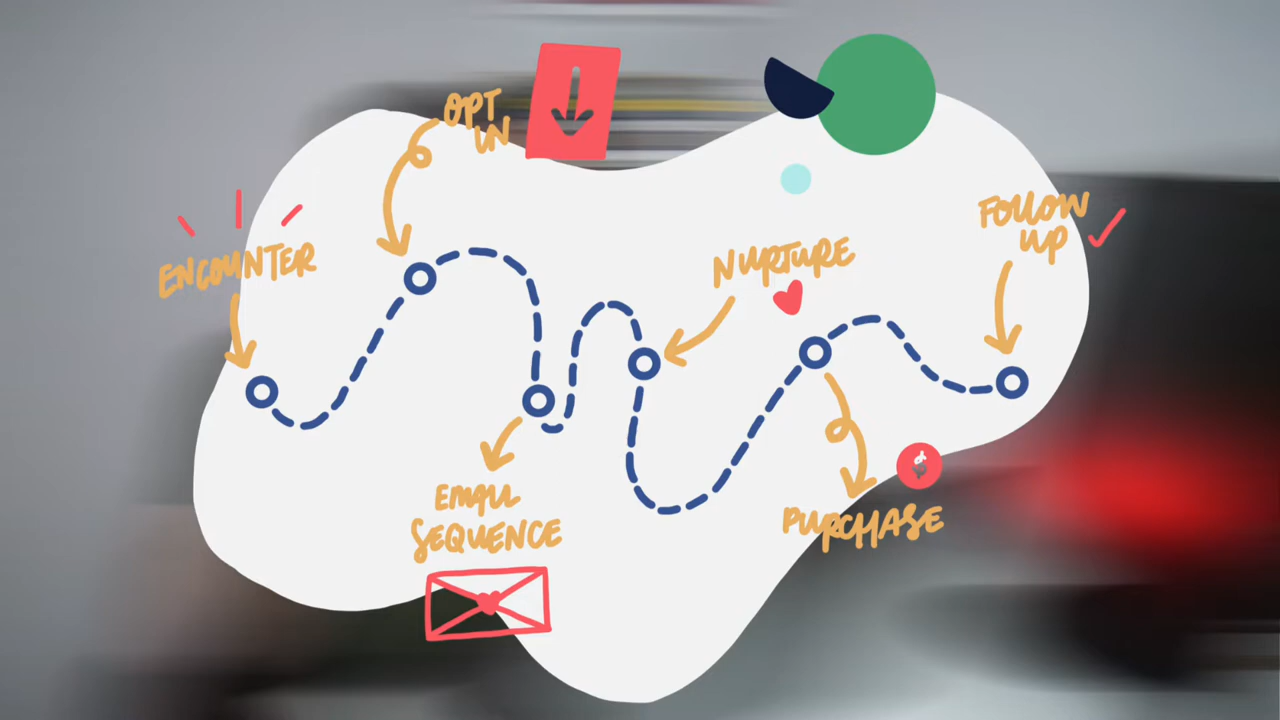 ENCOUNTER
OPT
IN
EMAIL
SEQUENCE
NURTURE
PURCHASE
FOLLOW
UP